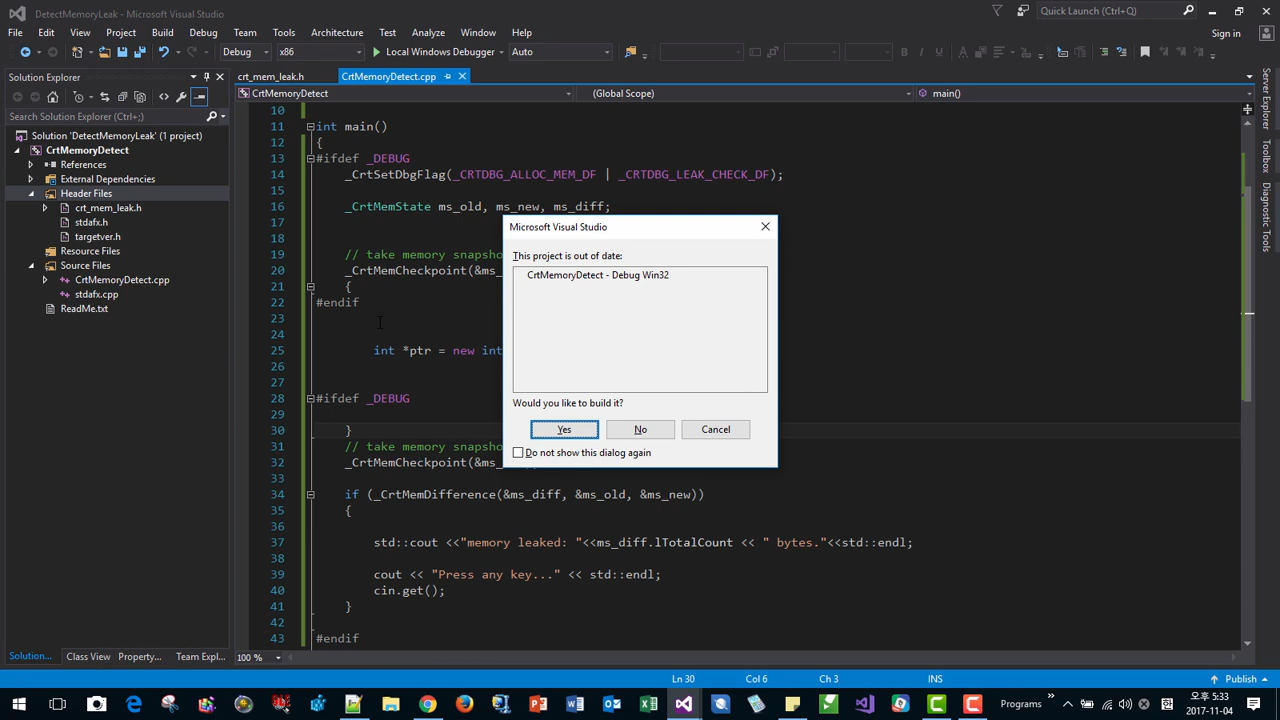 DetectMemoryLeak - Microsoft Visual Studio
Quick Launch (Ctrl+Q)
File Edit View Project Build Debug Team Tools Architecture Test Analyze Window Help
Sign in
Debug x86 Local Windows Debugger Auto
Solution Explorer
Search Solution Explorer (Ctrl+;)
Solution 'DetectMemoryLeak' (1 project)
CrtMemoryDetect
References
External Dependencies
Header Files
crt_mem_leak.h
stdafx.h
targetver.h
Resource Files
Source Files
CrtMemoryDetect.cpp
stdafx.cpp
ReadMe.txt
Solution... Class View Property... Team Expl...
crt_mem_leak.h CrtMemoryDetect.cpp
CrtMemoryDetect (Global Scope) main()
10
11 int main()
12 {
13 #ifdef _DEBUG
14 _CrtSetDbgFlag(_CRTDBG_ALLOC_MEM_DF | _CRTDBG_LEAK_CHECK_DF);
15
16 _CrtMemState ms_old, ms_new, ms_diff;
17
18
19 // take memory snapsho
20 _CrtMemCheckpoint(&ms_
21 {
22 #endif
23
24
25 int *ptr = new int
26
27
28 #ifdef _DEBUG
29
30 }
31 // take memory snapsho
32 _CrtMemCheckpoint(&ms_
33
34 if (_CrtMemDifference(&ms_diff, &ms_old, &ms_new))
35 {
36
37 std::cout <<"memory leaked: "<<ms_diff.lTotalCount << " bytes."<<std::endl;
38
39 cout << "Press any key..." << std::endl;
40 cin.get();
41 }
42
43 #endif
100 %
Microsoft Visual Studio
This project is out of date:
CrtMemoryDetect - Debug Win32
Would you like to build it?
Yes No Cancel
Do not show this dialog again
Server Explorer
Toolbox
Diagnostic Tools
Ln 30 Col 6 Ch 3 INS Publish
Programs
오후 5:33
2017-11-04